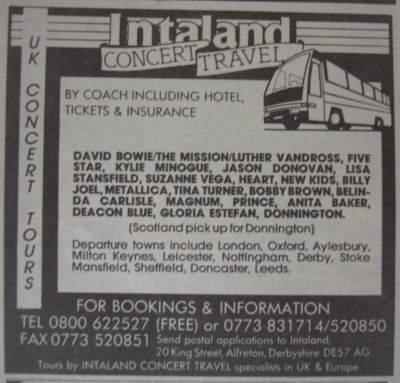 Intaland
CONCERT TRAVEL
UK CONCERT TOURS
BY COACH INCLUDING HOTEL,
TICKETS & INSURANCE
DAVID BOWIE/THE MISSION/LUTHER VANDROSS, FIVE
STAR, KYLIE MINOGUE, JASON DONOVAN, LISA
STANSFIELD, SUZANNE VEGA, HEART, NEW KIDS, BILLY
JOEL, METALLICA, TINA TURNER, BOBBY BROWN, BELIN-
DA CARLISLE, MAGNUM, PRINCE, ANITA BAKER,
DEACON BLUE, GLORIA ESTEFAN, DONNINGTON.
(Scotland pick up for Donnington)
Departure towns include London, Oxford, Aylesbury,
Milton Keynes, Leicester, Nottingham, Derby, Stoke
Mansfield, Sheffield, Doncaster, Leeds.
FOR BOOKINGS & INFORMATION
TEL 0800 622527 (FREE) or 0773 831714/520850
FAX 0773 520851 Send postal applications to Intaland,
20 King Street, Alfreton, Derbyshire DE57 AG
Tours by INTALAND CONCERT TRAVEL specialists in UK & Europe